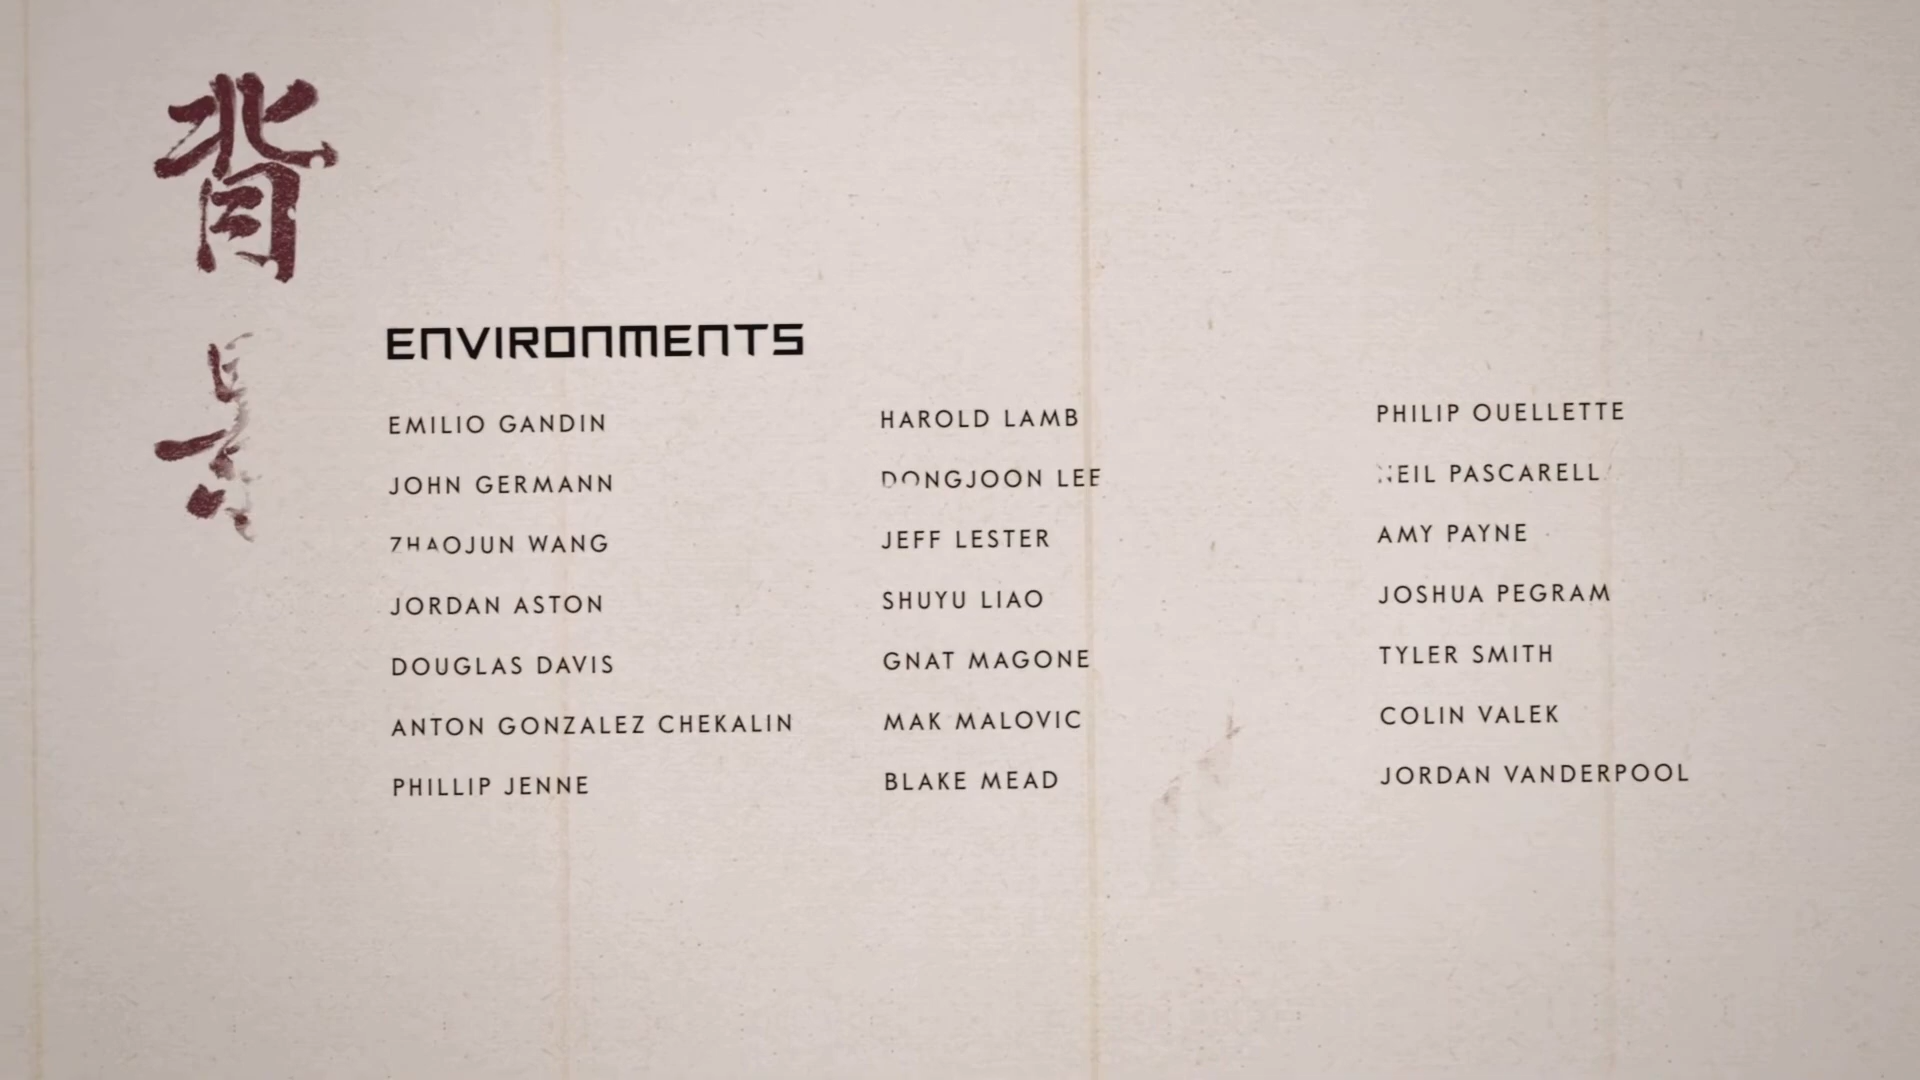 背
ENVIRONMENTS
EMILIO GANDIN
JOHN GERMANN
ZHAOJUN WANG
JORDAN ASTON
DOUGLAS DAVIS
ANTON GONZALEZ CHEKALIN
PHILLIP JENNE
HAROLD LAMB
DONGJOON LEE
JEFF LESTER
SHUYU LIAO
GNAT MAGONE
MAK MALOVIC
BLAKE MEAD
PHILIP OUELLETTE
NEIL
AMY PAYNE
JOSHUA PEGRAM
TYLER SMITH
COLIN VALEK
JORDAN VANDERPOOL